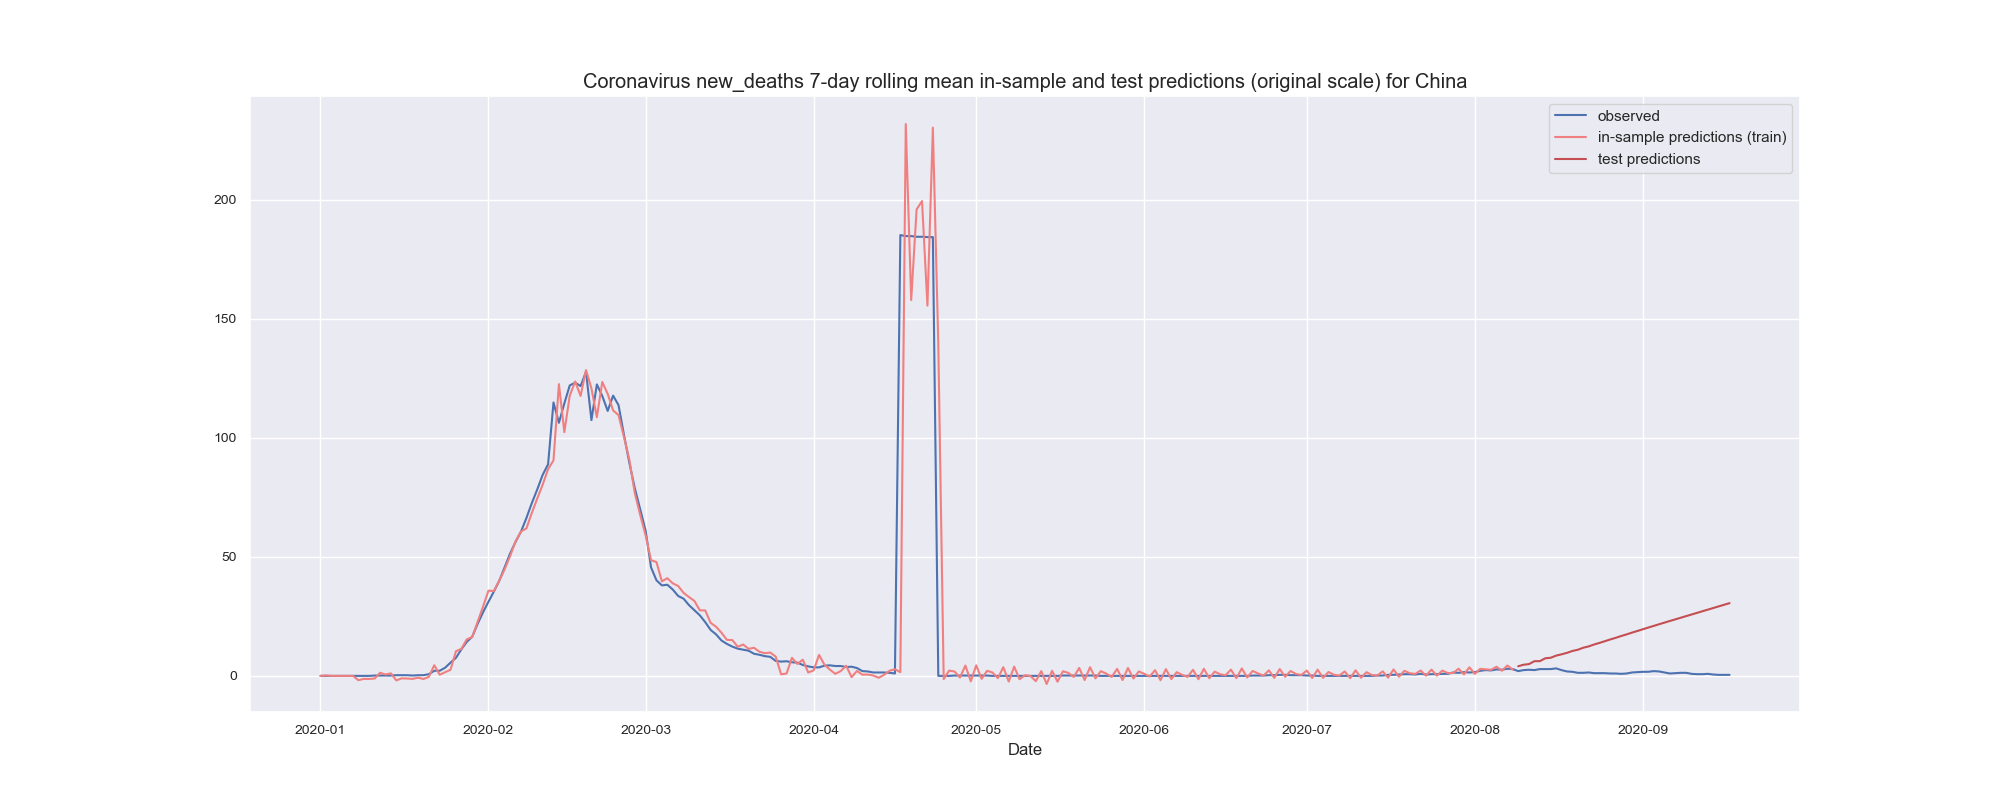 Coronavirus new_deaths 7-day rolling mean in-sample and test predictions (original scale) for China
observed
in-sample predictions (train)
test predictions
200
150
100
50
0
2020-01 2020-02 2020-03 2020-04 2020-05 2020-06 2020-07 2020-08 2020-09
Date